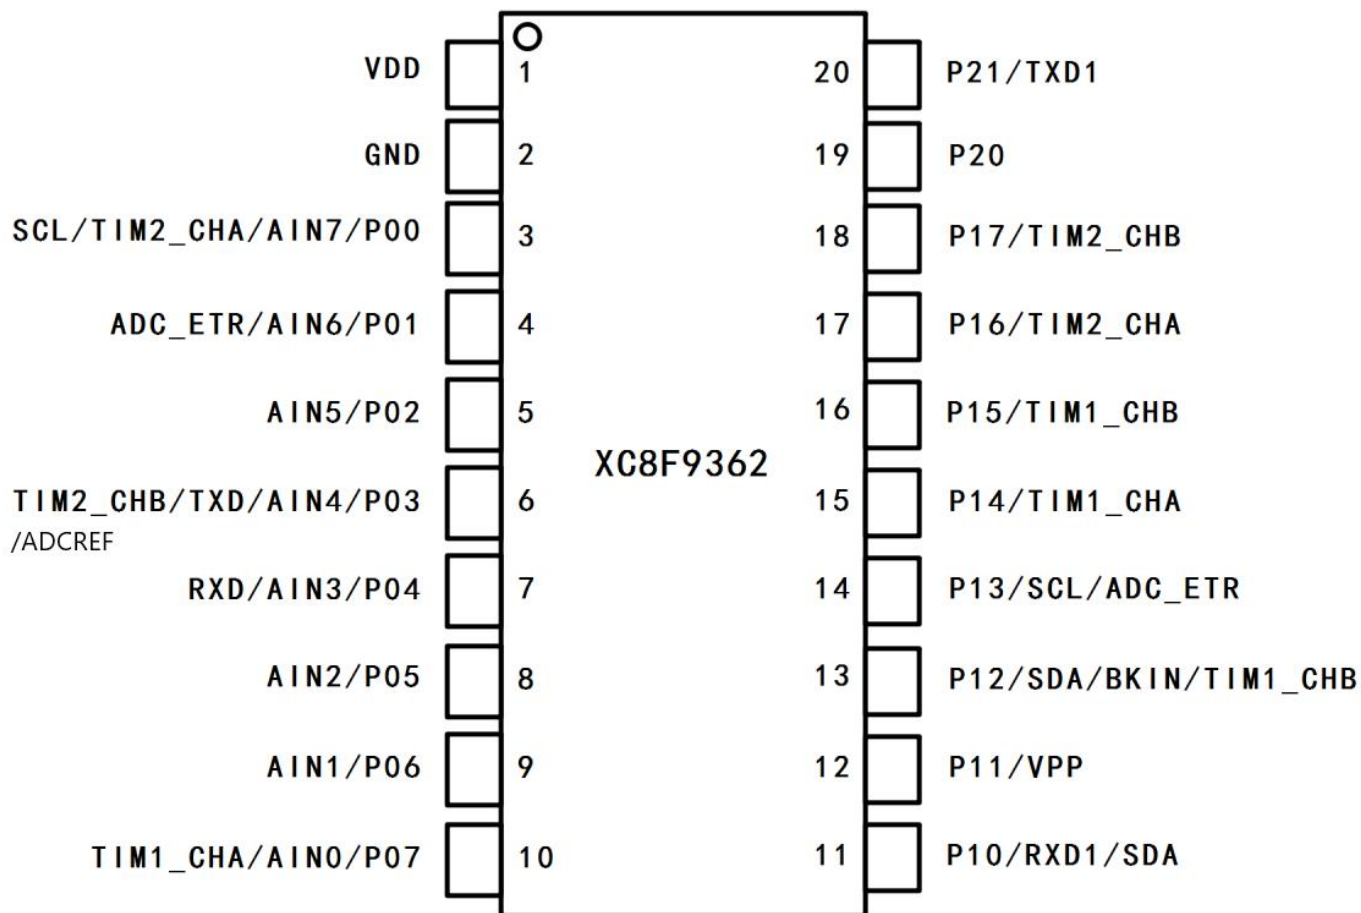 VDD 1 20 P21/TXD1
GND 2 19 P20
SCL/TIM2_CHA/AIN7/P00 3 18 P17/TIM2_CHB
ADC_ETR/AIN6/P01 4 17 P16/TIM2_CHA
AIN5/P02 5 16 P15/TIM1_CHB
XC8F9362
TIM2_CHB/TXD/AIN4/P03 6 15 P14/TIM1_CHA
/ADCREF
RXD/AIN3/P04 7 14 P13/SCL/ADC_ETR
AIN2/P05 8 13 P12/SDA/BKIN/TIM1_CHB
AIN1/P06 9 12 P11/VPP
TIM1_CHA/AIN0/P07 10 11 P10/RXD1/SDA